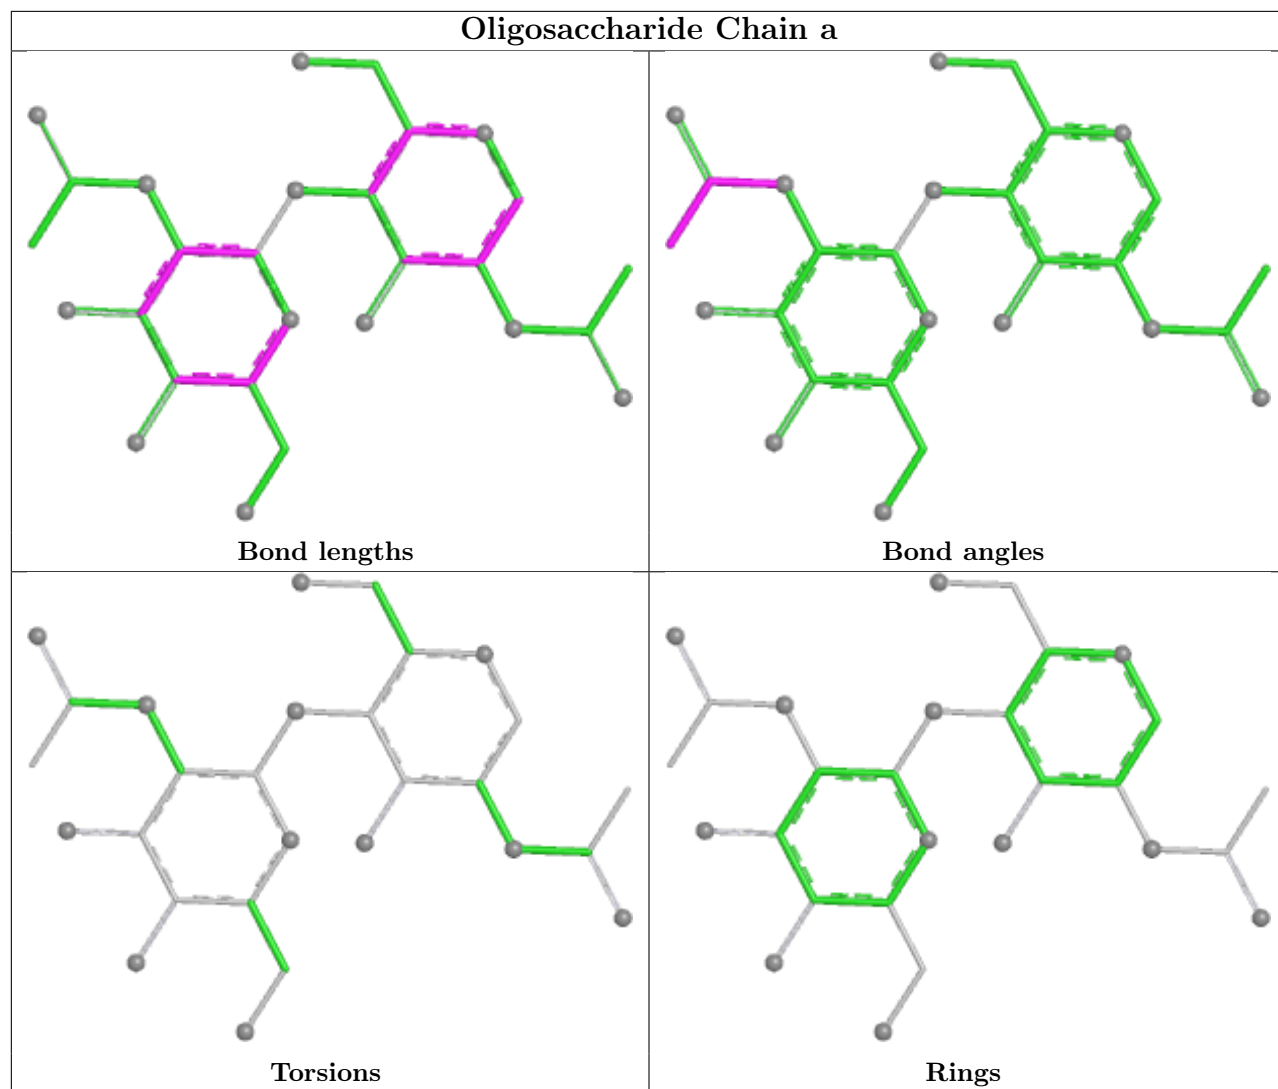 Oligosaccharide Chain a
Bond lengths
Bond angles
Torsions
Rings